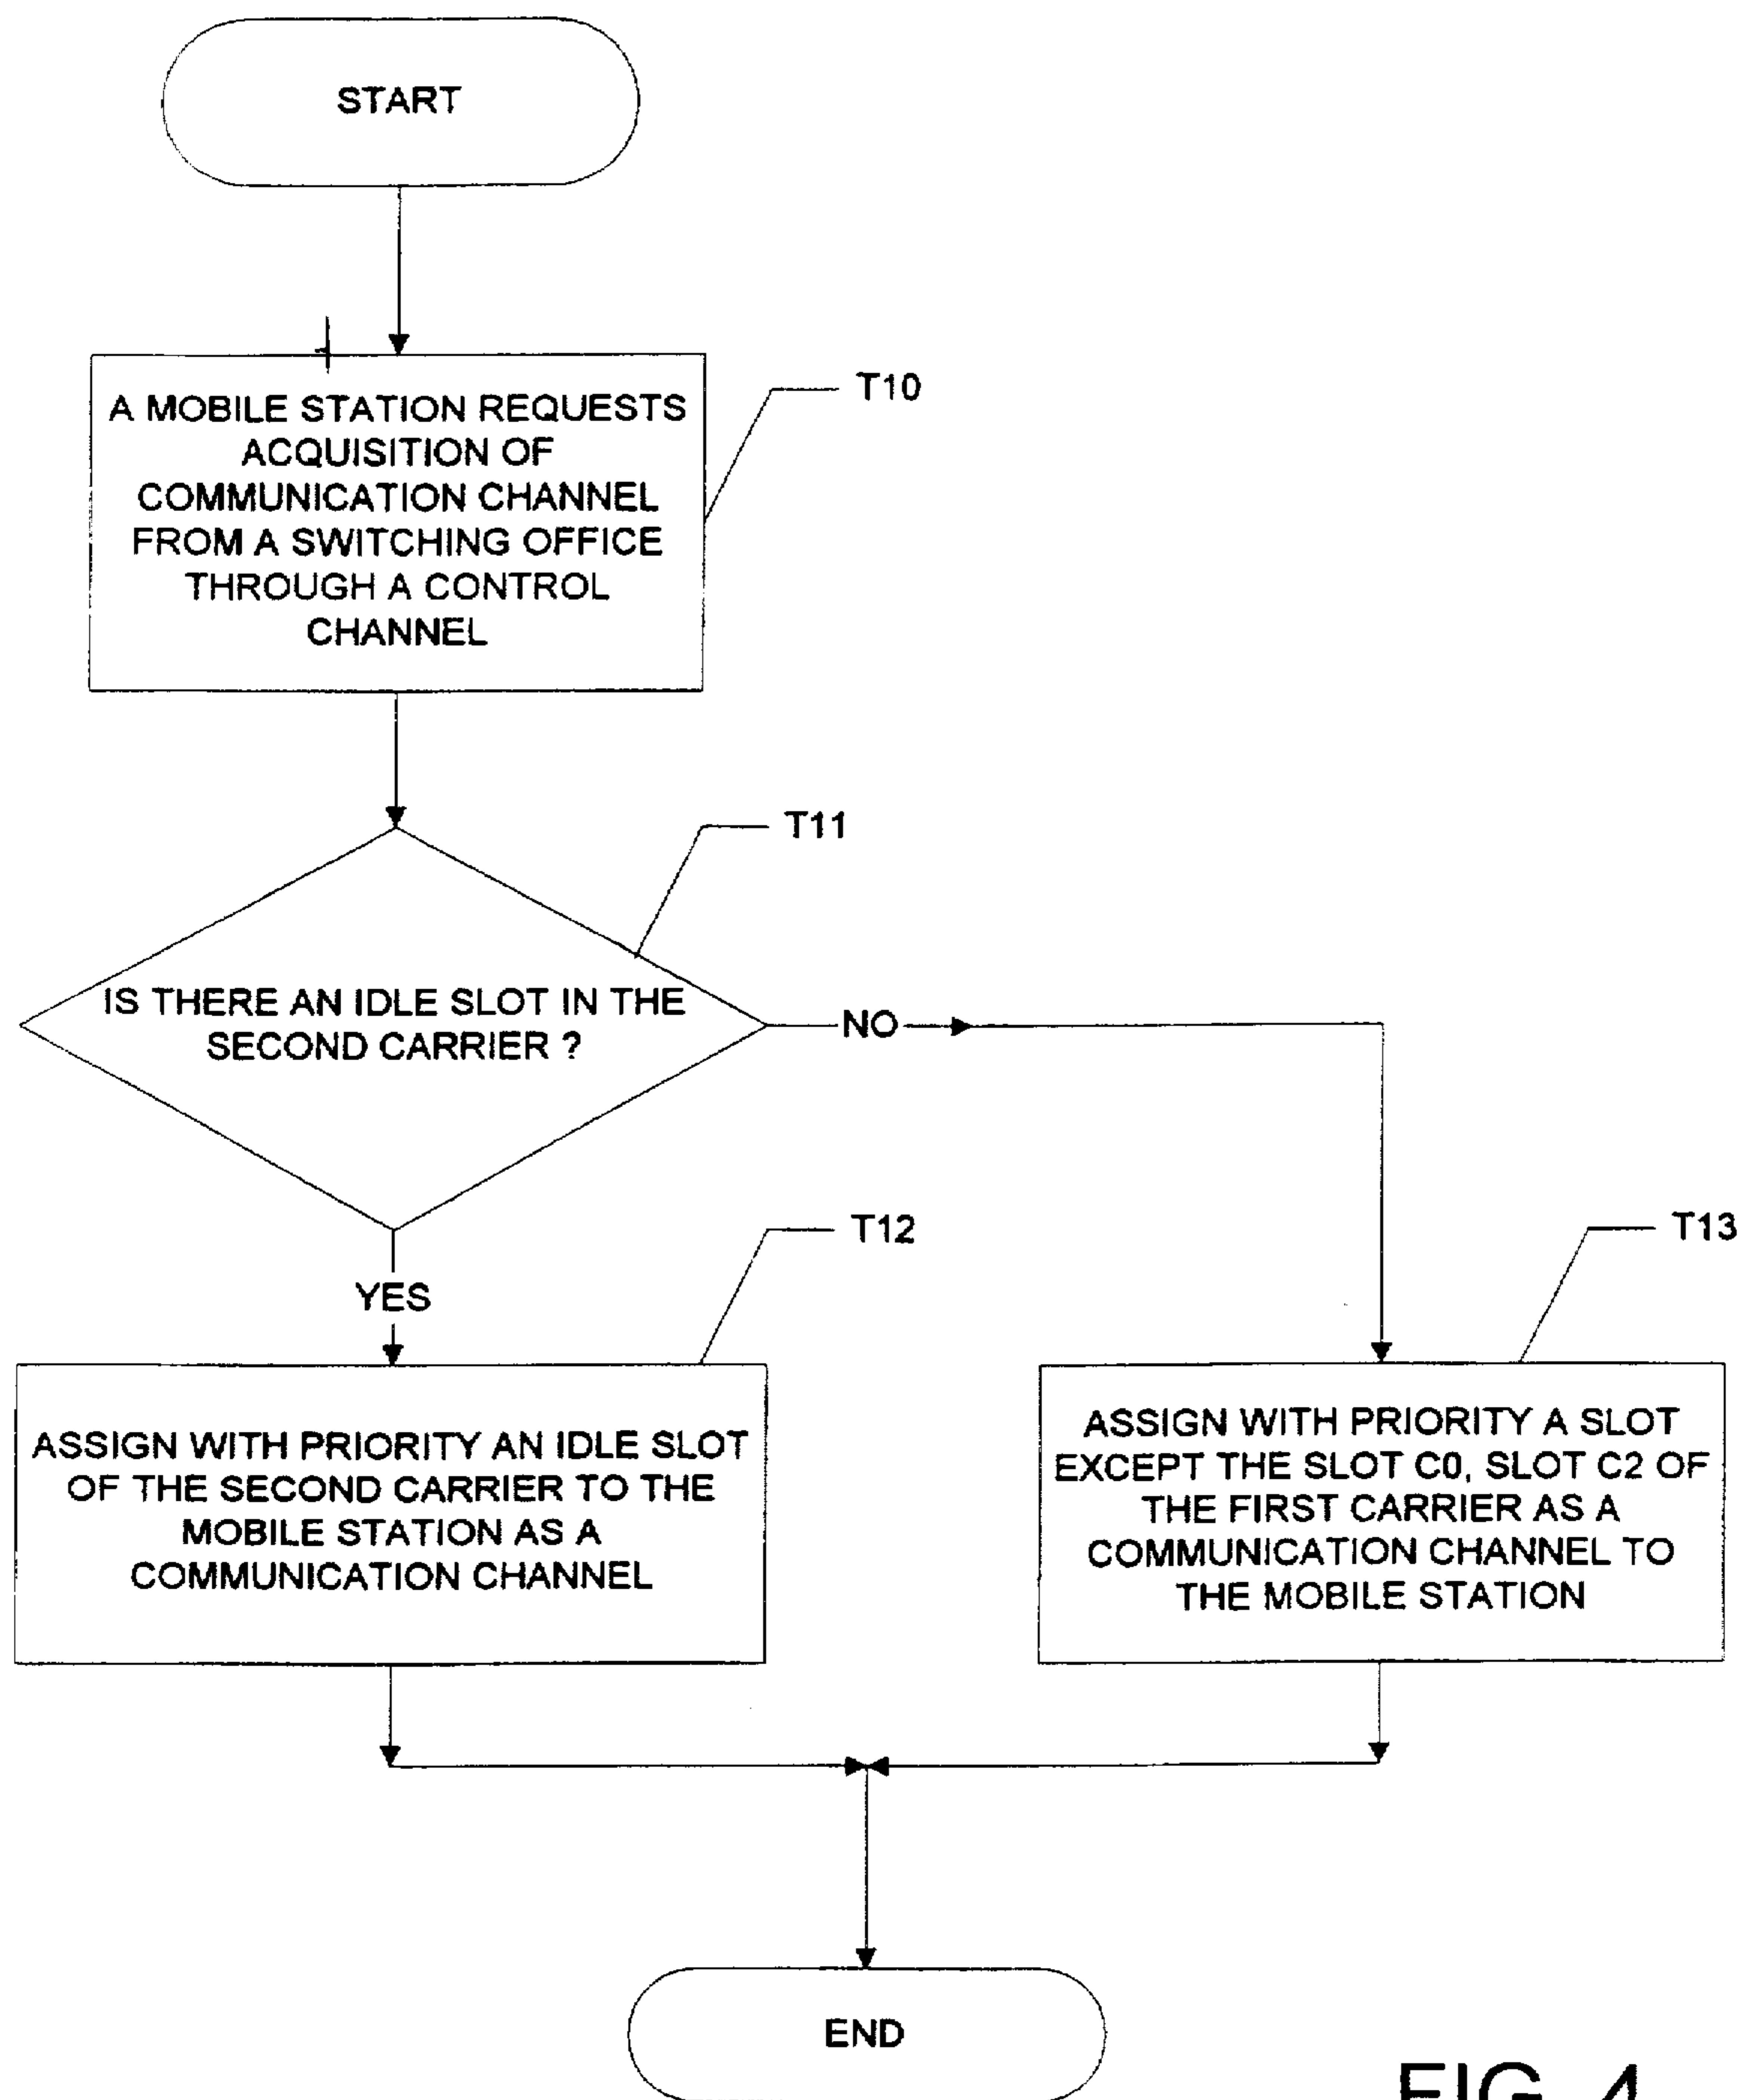 START
A MOBILE STATION REQUESTS
ACQUISITION OF
COMMUNICATION CHANNEL
FROM A SWITCHING OFFICE
THROUGH A CONTROL
CHANNEL
T10
T11
IS THERE AN IDLE SLOT IN THE
SECOND CARRIER ?
NO
YES
T12
T13
ASSIGN WITH PRIORITY AN IDLE SLOT
OF THE SECOND CARRIER TO THE
MOBILE STATION AS A
COMMUNICATION CHANNEL
ASSIGN WITH PRIORITY A SLOT
EXCEPT THE SLOT C0, SLOT C2 OF
THE FIRST CARRIER AS A
COMMUNICATION CHANNEL TO
THE MOBILE STATION
END
FIG. 4